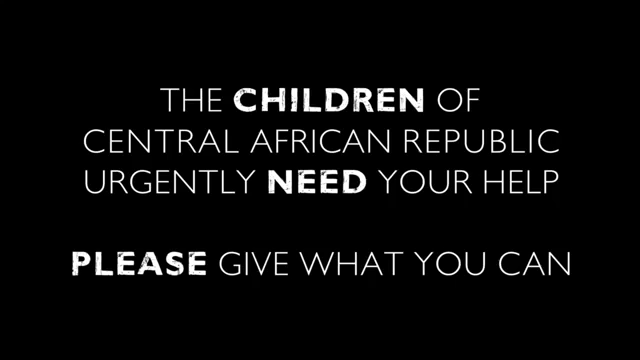 THE CHILDREN OF
CENTRAL AFRICAN REPUBLIC
URGENTLY NEED YOUR HELP
PLEASE GIVE WHAT YOU CAN